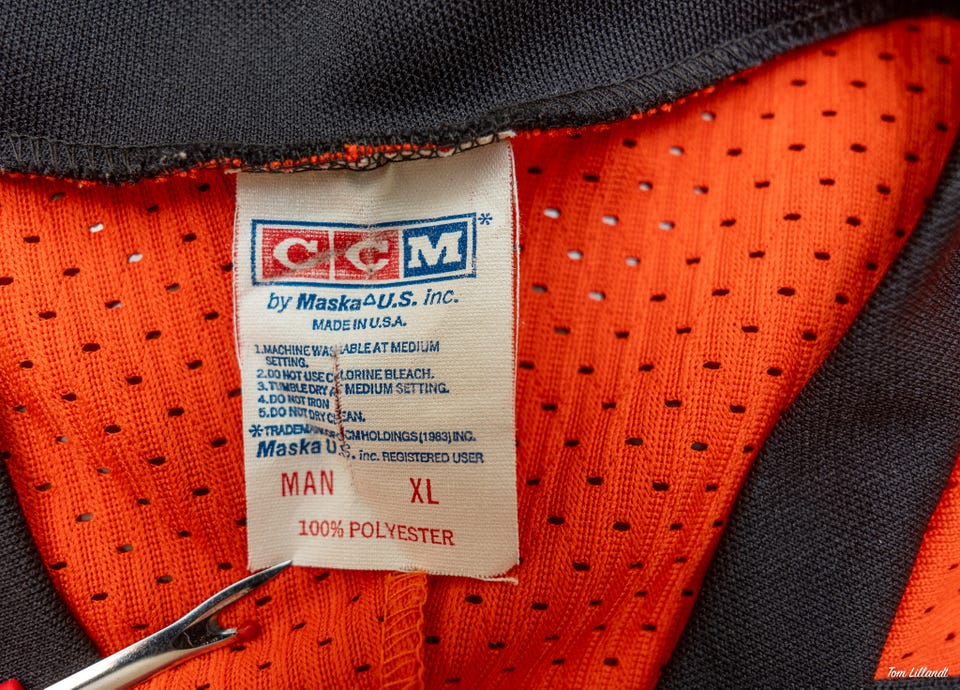 CCM*
by Maska U.S. inc.
MADE IN U.S.A.
1.MACHINE WASHABLE AT MEDIUM
SETTING.
2.DO NOT USE CHLORINE BLEACH.
3.TUMBLE DRY AT MEDIUM SETTING.
4.DO NOT IRON
5.DO NOT DRY CLEAN.
*TRADEMARK CCM HOLDINGS (1983) INC.
Maska U.S. inc. REGISTERED USER
MAN XL
100% POLYESTER
Tom Lillandt